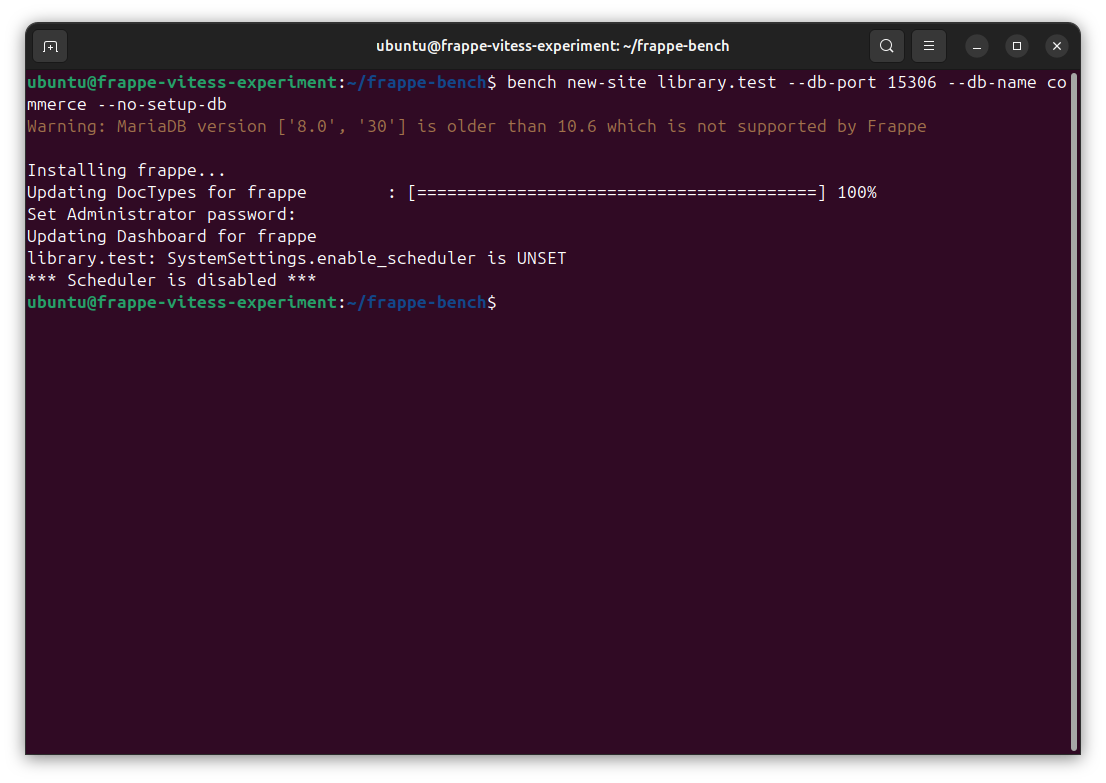 ubuntu@frappe-vitess-experiment: ~/frappe-bench
ubuntu@frappe-vitess-experiment:~/frappe-bench$ bench new-site library.test --db-port 15306 --db-name co
mmerce --no-setup-db
Warning: MariaDB version ['8.0', '30'] is older than 10.6 which is not supported by Frappe
Installing frappe...
Updating DocTypes for frappe        : [========================================] 100%
Set Administrator password:
Updating Dashboard for frappe
library.test: SystemSettings.enable_scheduler is UNSET
*** Scheduler is disabled ***
ubuntu@frappe-vitess-experiment:~/frappe-bench$